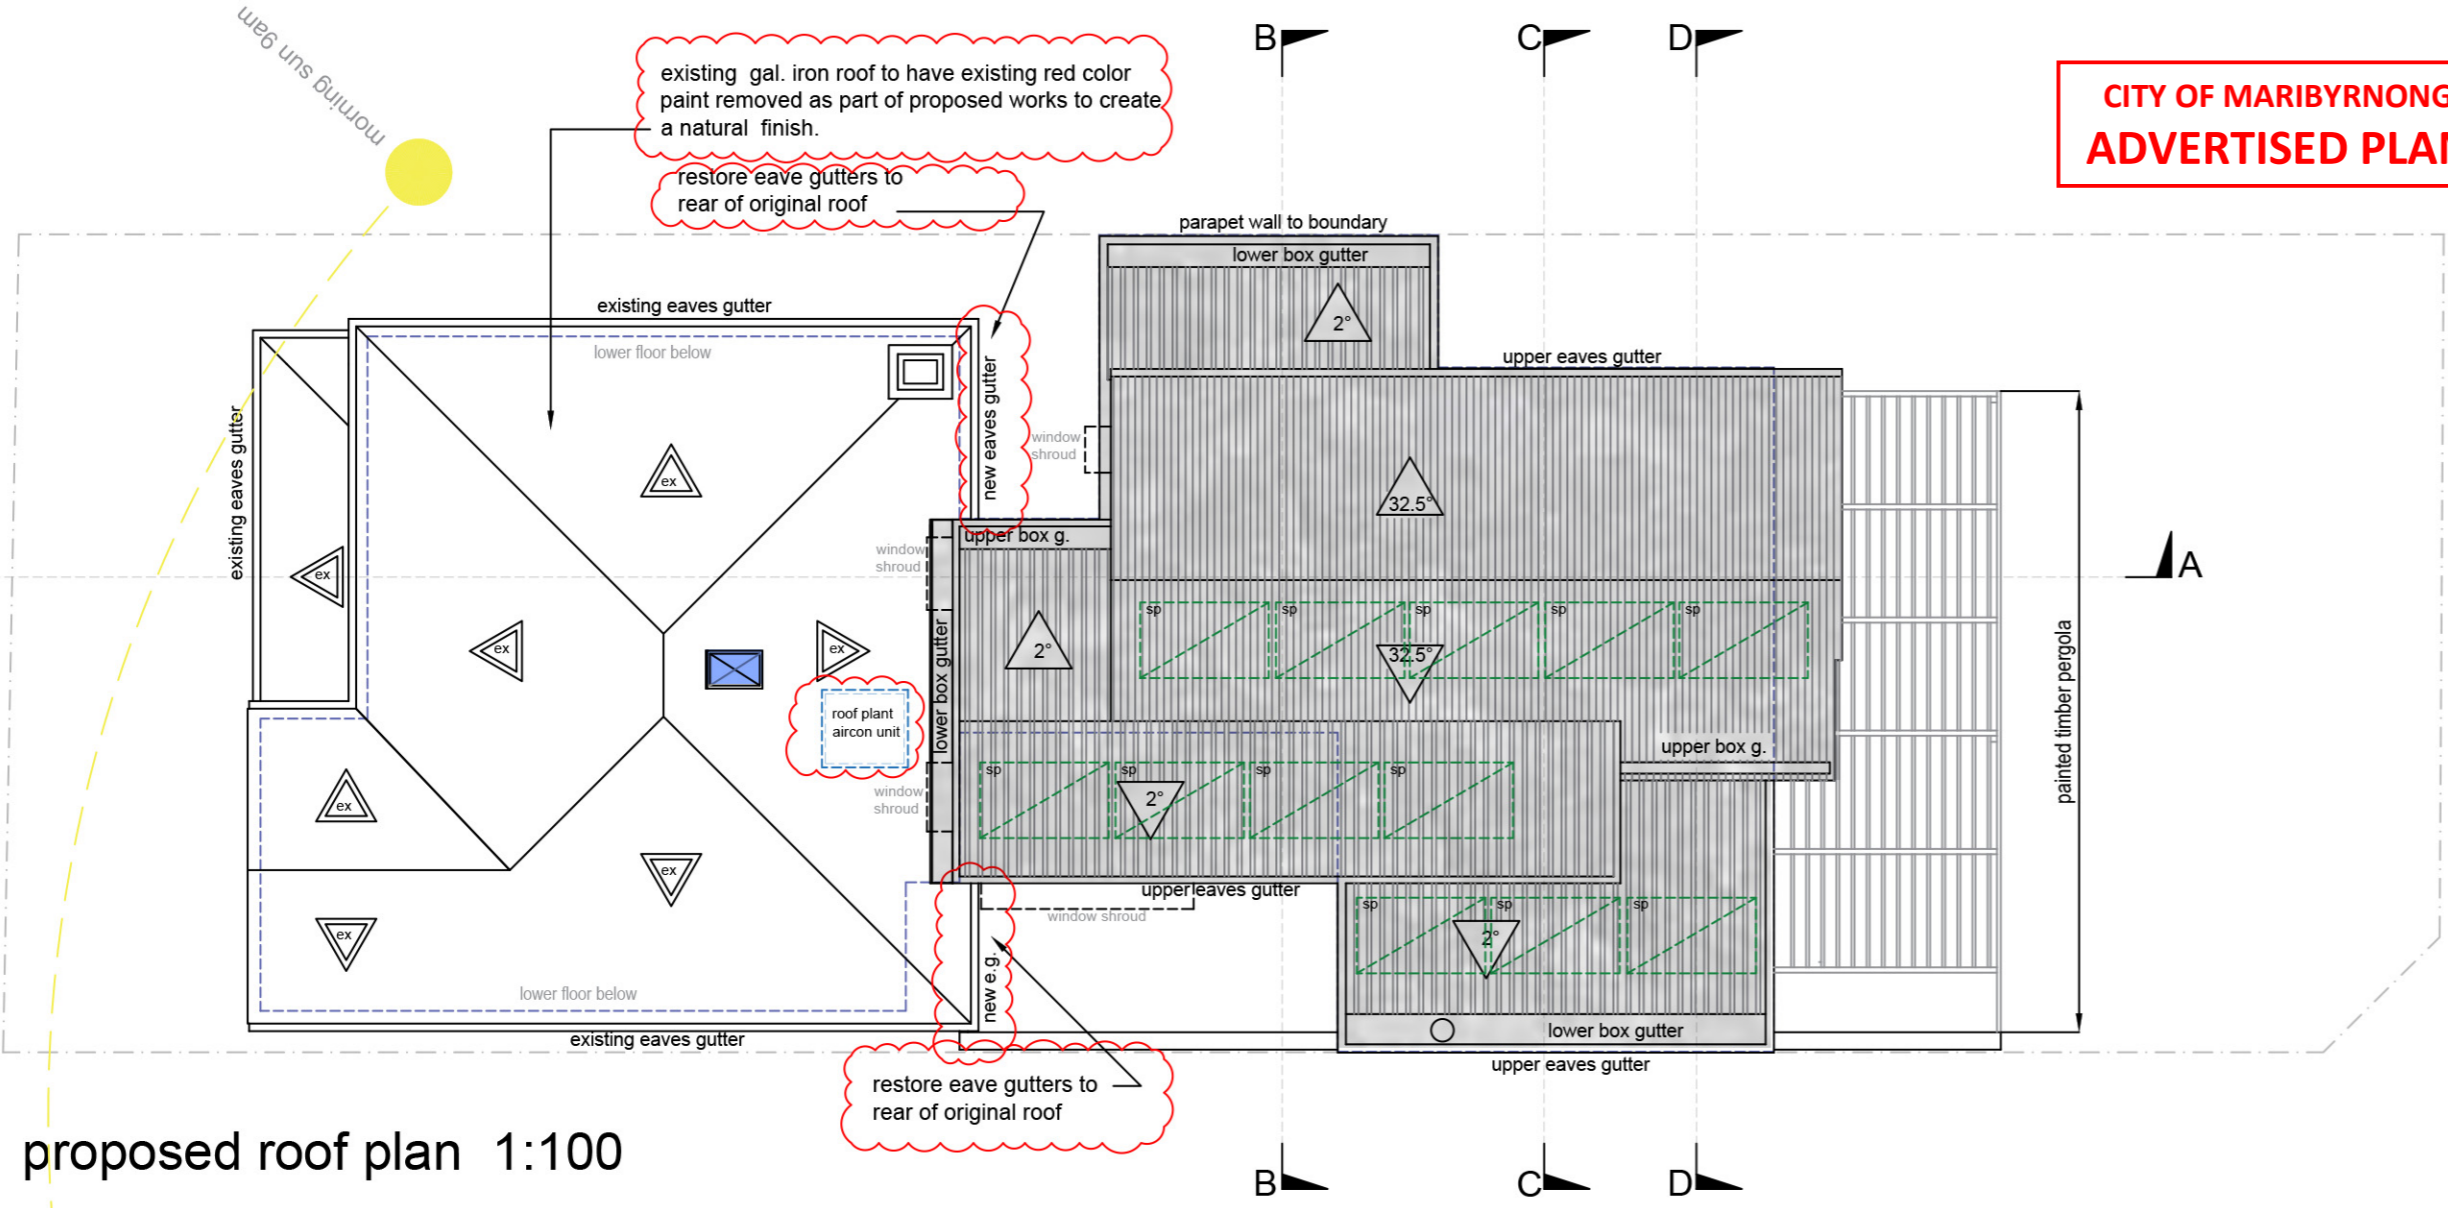 morning sun 9am
existing gal. iron roof to have existing red color
paint removed as part of proposed works to create
a natural finish.
restore eave gutters to
rear of original roof
B
C
D
CITY OF MARIBYRNONG
ADVERTISED PLAN
parapet wall to boundary
lower box gutter
2°
existing eaves gutter
lower floor below
upper eaves gutter
existing eaves gutter
new eaves gutter
window
shroud
ex
32.5°
upper box g.
window
shroud
A
ex
ex
ex
lower box gutter
2°
sp
sp
sp
sp
sp
32.5°
painted timber pergola
roof plant
aircon unit
upper box g.
window
shroud
sp
sp
sp
sp
2°
ex
ex
ex
upper eaves gutter
window shroud
sp
sp
sp
2°
new e.g.
lower floor below
existing eaves gutter
lower box gutter
upper eaves gutter
restore eave gutters to
rear of original roof
proposed roof plan 1:100
B
C
D